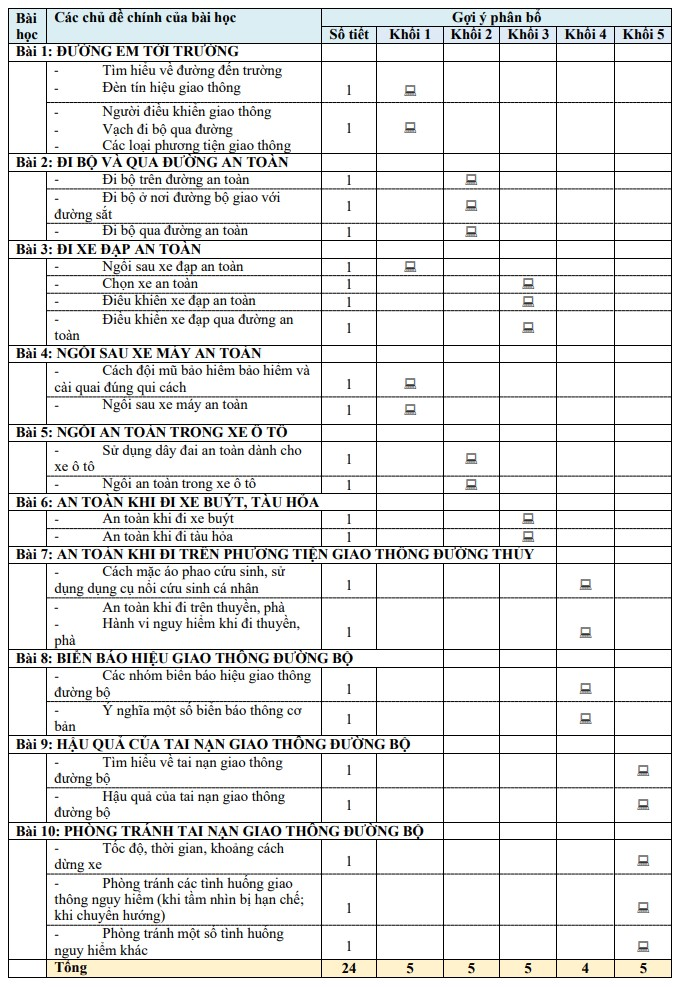 Bài học Các chủ đề chính của bài học Gợi ý phân bổ
Số tiết Khối 1 Khối 2 Khối 3 Khối 4 Khối 5
Bài 1: ĐƯỜNG EM TỚI TRƯỜNG
- Tìm hiểu về đường đến trường
- Đèn tín hiệu giao thông 1
- Người điều khiển giao thông
- Vạch đi bộ qua đường 1
- Các loại phương tiện giao thông
Bài 2: ĐI BỘ VÀ QUA ĐƯỜNG AN TOÀN
- Đi bộ trên đường an toàn 1
- Đi bộ ở nơi đường bộ giao với
đường sắt 1
- Đi bộ qua đường an toàn 1
Bài 3: ĐI XE ĐẠP AN TOÀN
- Ngồi sau xe đạp an toàn 1
- Chọn xe an toàn 1
- Điều khiển xe đạp an toàn 1
- Điều khiển xe đạp qua đường an
toàn 1
Bài 4: NGỒI SAU XE MÁY AN TOÀN
- Cách đội mũ bảo hiểm bảo hiểm và
cài quai đúng qui cách 1
- Ngồi sau xe máy an toàn 1
Bài 5: NGỒI AN TOÀN TRONG XE Ô TÔ
- Sử dụng dây đai an toàn dành cho
xe ô tô 1
- Ngồi an toàn trong xe ô tô 1
Bài 6: AN TOÀN KHI ĐI XE BUÝT, TÀU HỎA
- An toàn khi đi xe buýt 1
- An toàn khi đi tàu hỏa 1
Bài 7: AN TOÀN KHI ĐI TRÊN PHƯƠNG TIỆN GIAO THÔNG ĐƯỜNG THỦY
- Cách mặc áo phao cứu sinh, sử
dụng dụng cụ nổi cứu sinh cá nhân 1
- An toàn khi đi trên thuyền, phà
- Hành vi nguy hiểm khi đi thuyền,
phà 1
Bài 8: BIỂN BÁO HIỆU GIAO THÔNG ĐƯỜNG BỘ
- Các nhóm biển báo hiệu giao thông
đường bộ 1
- Ý nghĩa một số biển báo thông cơ
bản 1
Bài 9: HẬU QUẢ CỦA TAI NẠN GIAO THÔNG ĐƯỜNG BỘ
- Tìm hiểu về tai nạn giao thông
đường bộ 1
- Hậu quả của tai nạn giao thông
đường bộ 1
Bài 10: PHÒNG TRÁNH TAI NẠN GIAO THÔNG ĐƯỜNG BỘ
- Tốc độ, thời gian, khoảng cách
dừng xe 1
- Phòng tránh các tình huống giao
thông nguy hiểm (khi tầm nhìn bị hạn chế;
khi chuyển hướng) 1
- Phòng tránh một số tình huống
nguy hiểm khác 1
Tổng 24 5 5 5 4 5